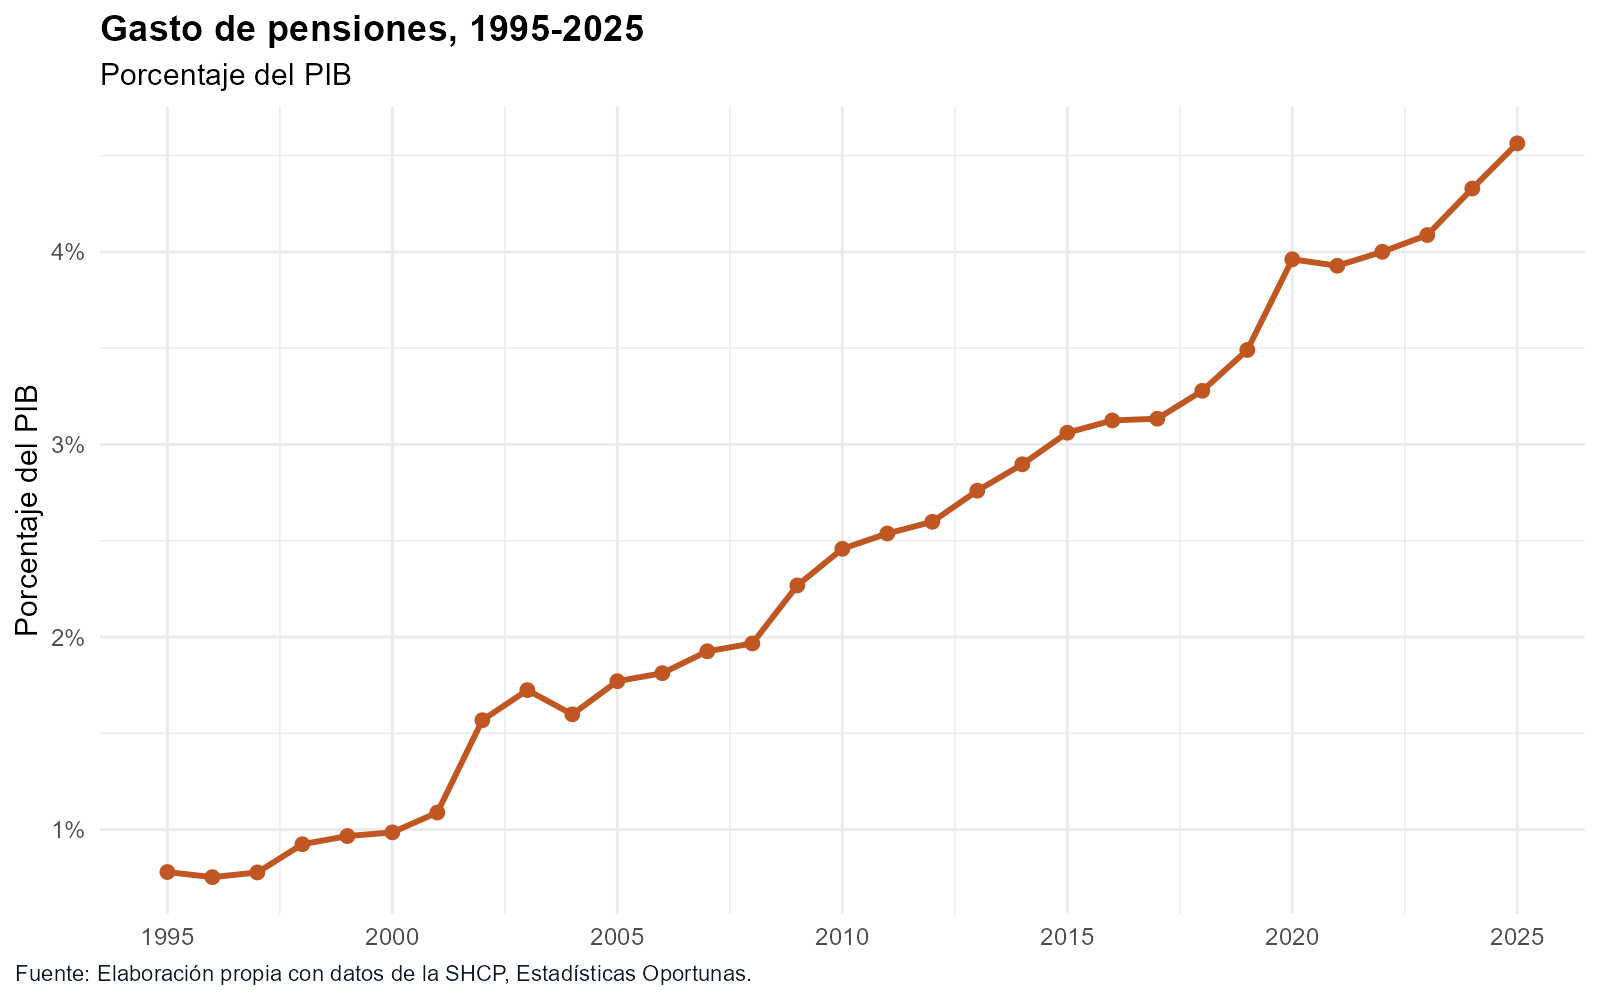 Gasto de pensiones, 1995-2025
Porcentaje del PIB
Porcentaje del PIB
4%
3%
2%
1%
1995 2000 2005 2010 2015 2020 2025
Fuente: Elaboración propia con datos de la SHCP, Estadísticas Oportunas.